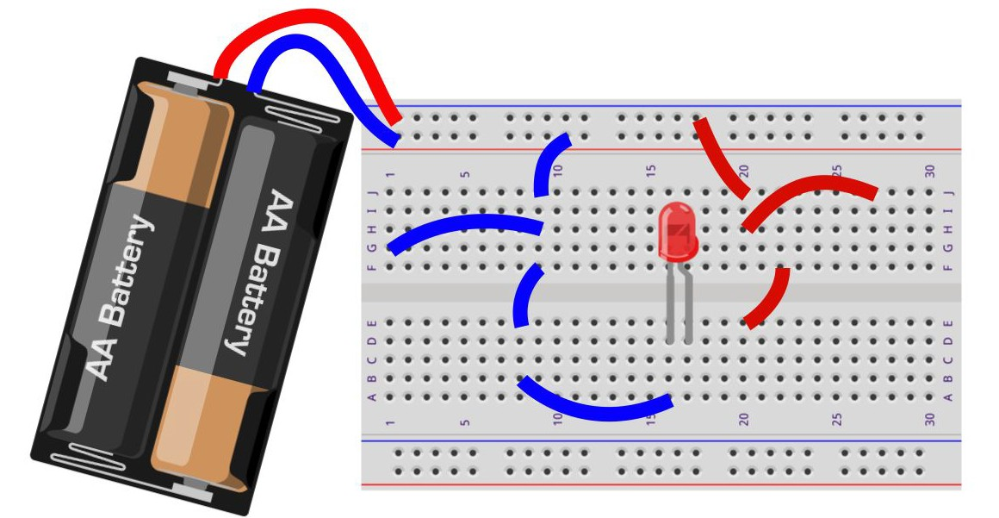 AA Battery
AA Battery
1 5 10 15 20 25 30
J J
I I
H H
G G
F F
E E
D D
C C
B B
A A
1 5 10 15 20 25 30